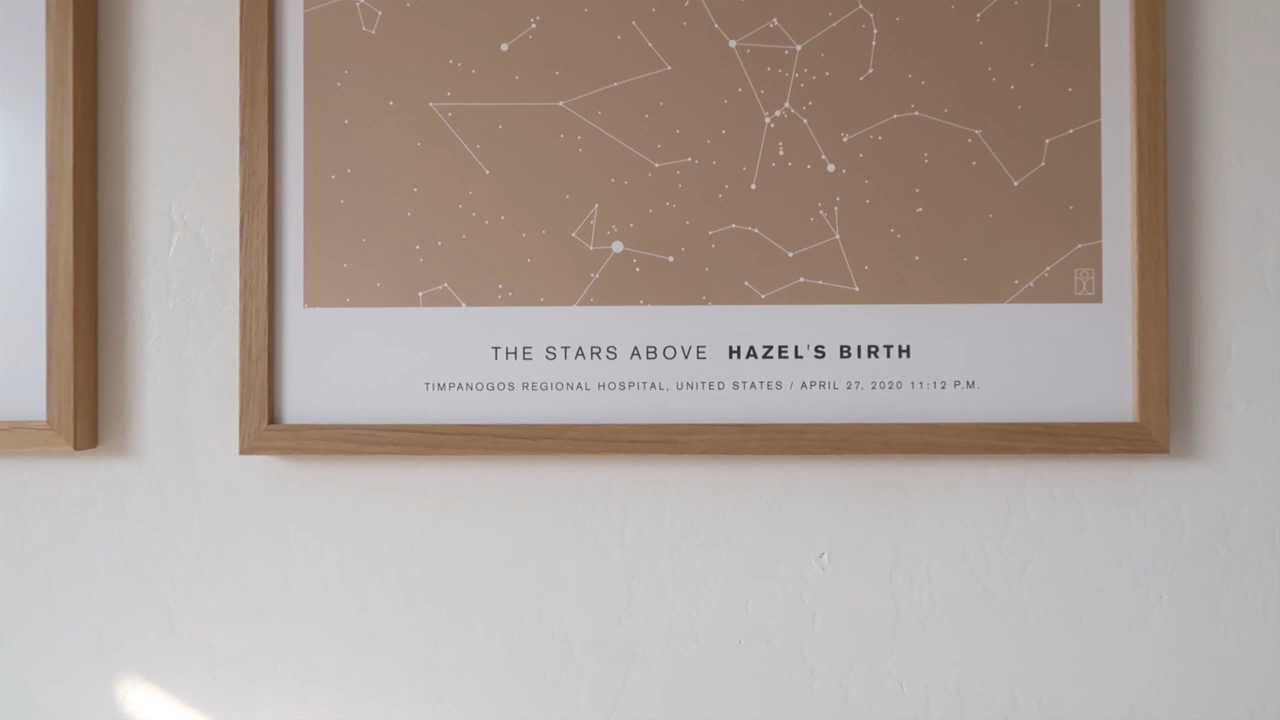 THE STARS ABOVE HAZEL'S BIRTH
TIMPANOGOS REGIONAL HOSPITAL, UNITED STATES / APRIL 27, 2020 11:12 P.M.